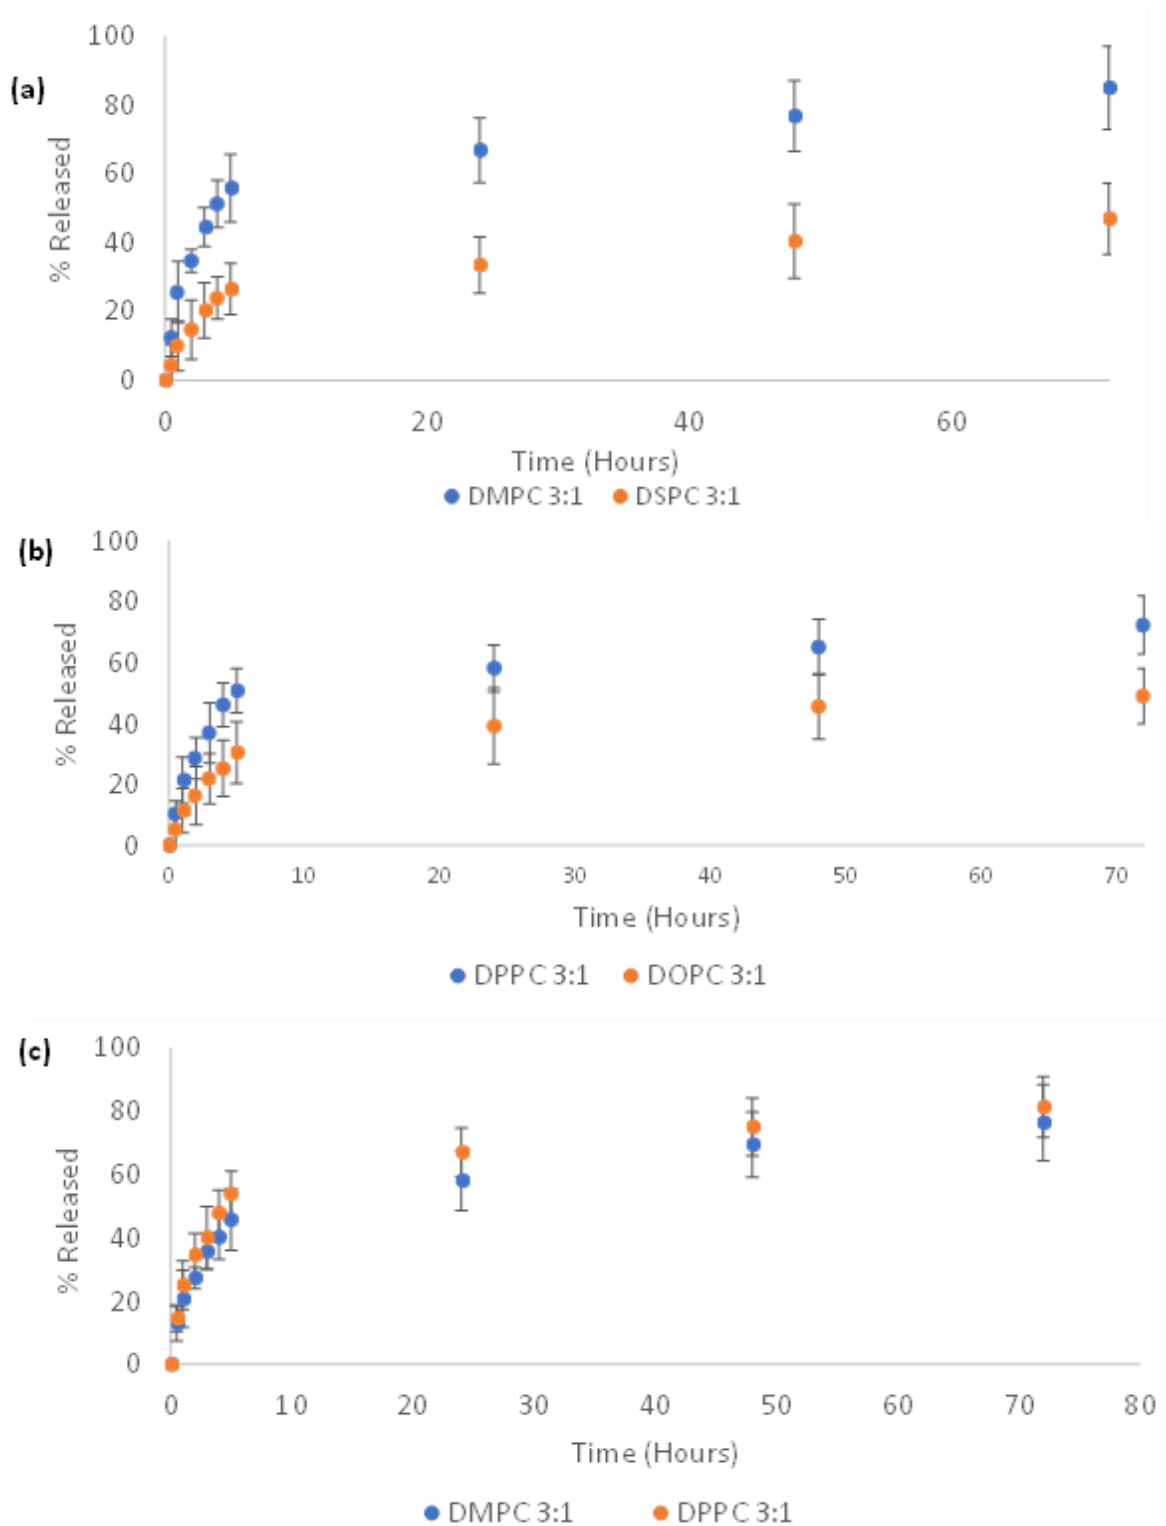 (a)
% Released
100
80
60
40
20
0
0 20 40 60
Time (Hours)
DMPC 3:1 DSPC 3:1
(b)
% Released
100
80
60
40
20
0
0 10 20 30 40 50 60 70
Time (Hours)
DPPC 3:1 DOPC 3:1
(c)
% Released
100
80
60
40
20
0
0 10 20 30 40 50 60 70 80
Time (Hours)
DMPC 3:1 DPPC 3:1